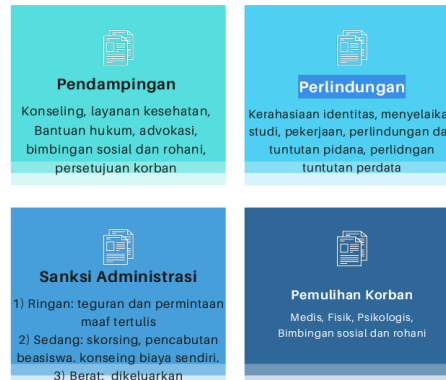 Pendampingan
Konseling, layanan kesehatan,
Bantuan hukum, advokasi,
bimbingan sosial dan rohani,
persetujuan korban
Perlindungan
Kerahasiaan identitas, menyelaika
studi, pekerjaan, perlindungan da
tuntutan pidana, perlidngan
tuntutan perdata
Sanksi Administrasi
1) Ringan: teguran dan permintaan
maaf tertulis
2) Sedang: skorsing, pencabutan
beasiswa. konseing biaya sendiri.
3) Berat: dikeluarkan
Pemulihan Korban
Medis, Fisik, Psikologis,
Bimbingan sosial dan rohani